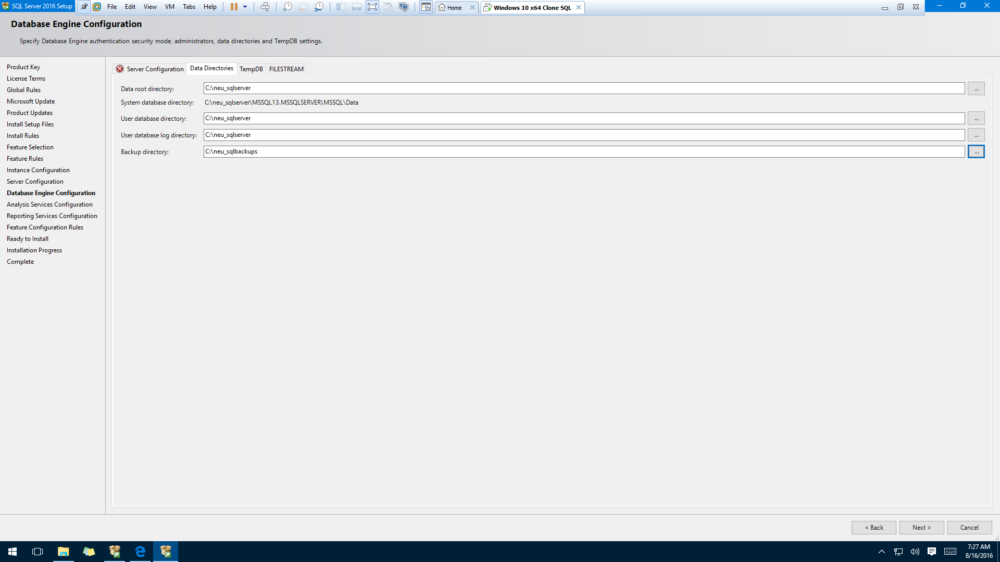 SQL Server 2016 Setup
File Edit View VM Tabs Help
Home
Windows 10 x64 Clone SQL
Database Engine Configuration
Specify Database Engine authentication security mode, administrators, data directories and TempDB settings.
Product Key
License Terms
Global Rules
Microsoft Update
Product Updates
Install Setup Files
Install Rules
Feature Selection
Feature Rules
Instance Configuration
Server Configuration
Database Engine Configuration
Analysis Services Configuration
Reporting Services Configuration
Feature Configuration Rules
Ready to Install
Installation Progress
Complete
Server Configuration Data Directories TempDB FILESTREAM
Data root directory: C:\neu_sqlserver ...
System database directory: C:\neu_sqlserver\MSSQL13.MSSQLSERVER\MSSQL\Data
User database directory: C:\neu_sqlserver ...
User database log directory: C:\neu_sqlserver ...
Backup directory: C:\neu_sqlbackups ...
< Back Next > Cancel
7:27 AM
8/16/2016